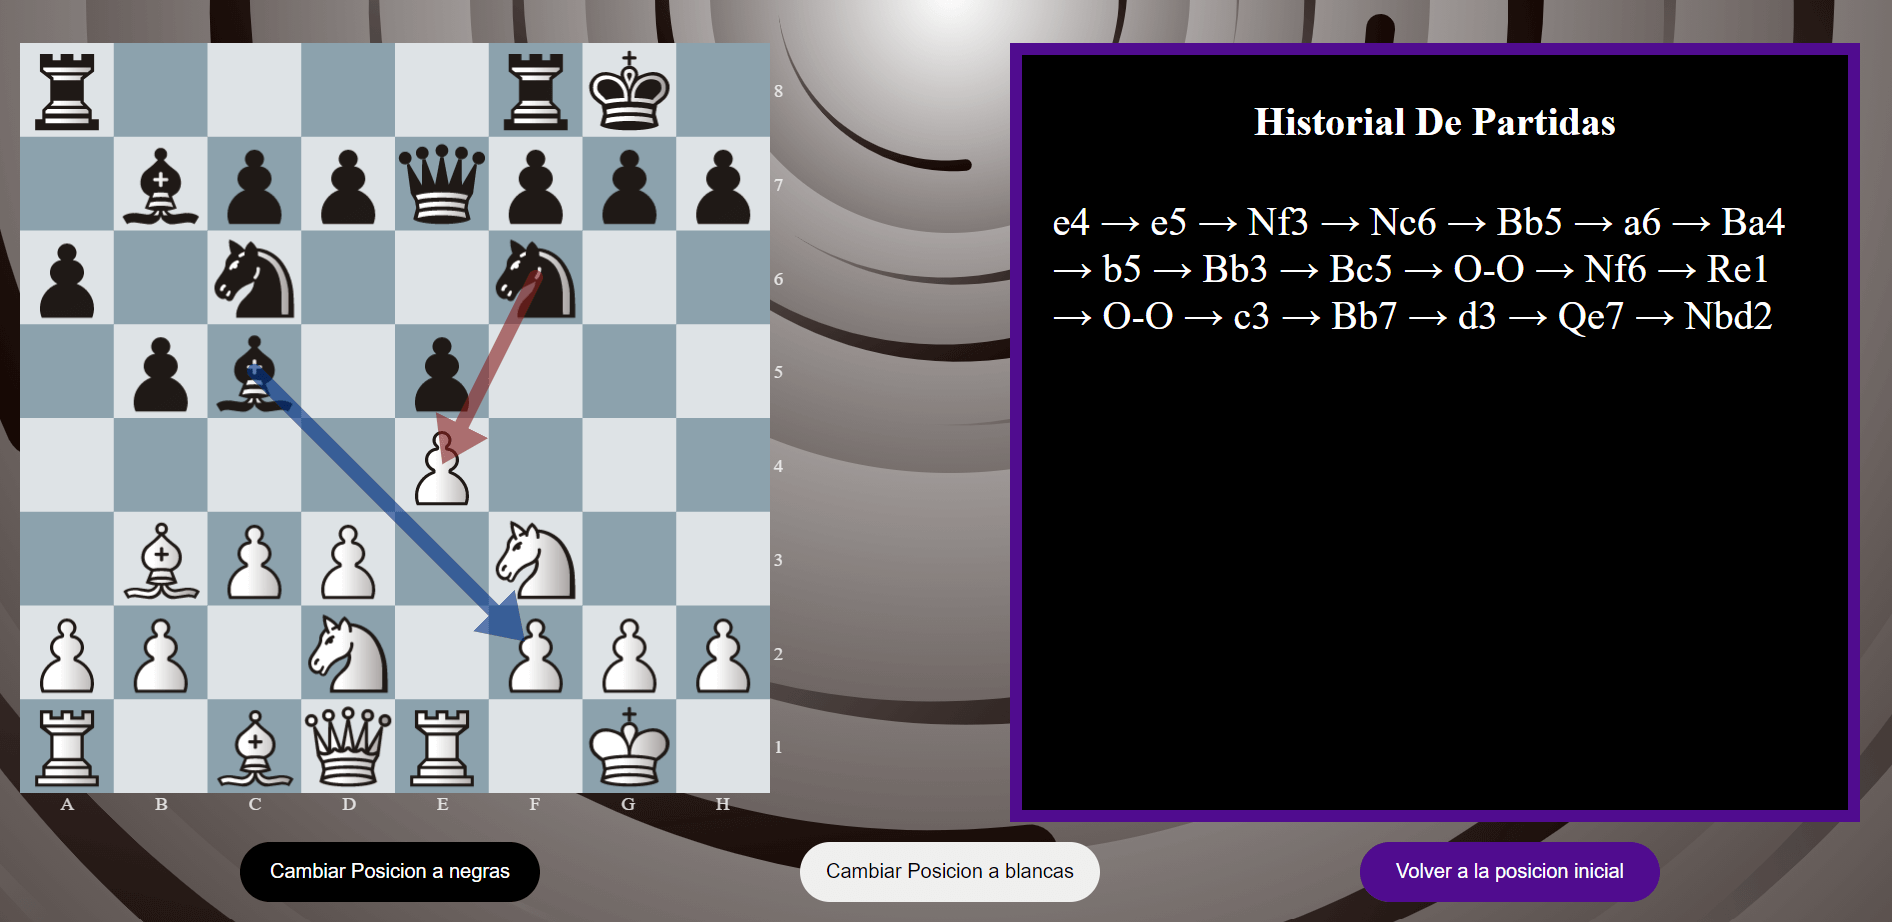 8
7
6
5
4
3
2
1
A B C D E F G H
Historial De Partidas
e4 → e5 → Nf3 → Nc6 → Bb5 → a6 → Ba4
→ b5 → Bb3 → Bc5 → O-O → Nf6 → Re1
→ O-O → c3 → Bb7 → d3 → Qe7 → Nbd2
Cambiar Posicion a negras
Cambiar Posicion a blancas
Volver a la posicion inicial